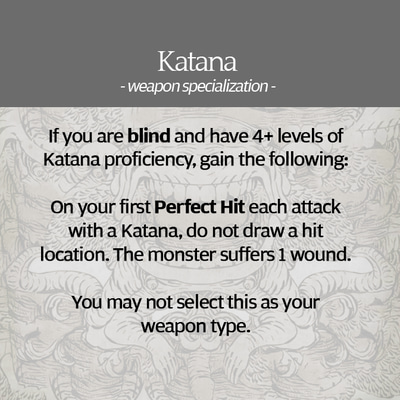 Katana
- weapon specialization -
If you are blind and have 4+ levels of
Katana proficiency, gain the following:
On your first Perfect Hit each attack
with a Katana, do not draw a hit
location. The monster suffers 1 wound.
You may not select this as your
weapon type.